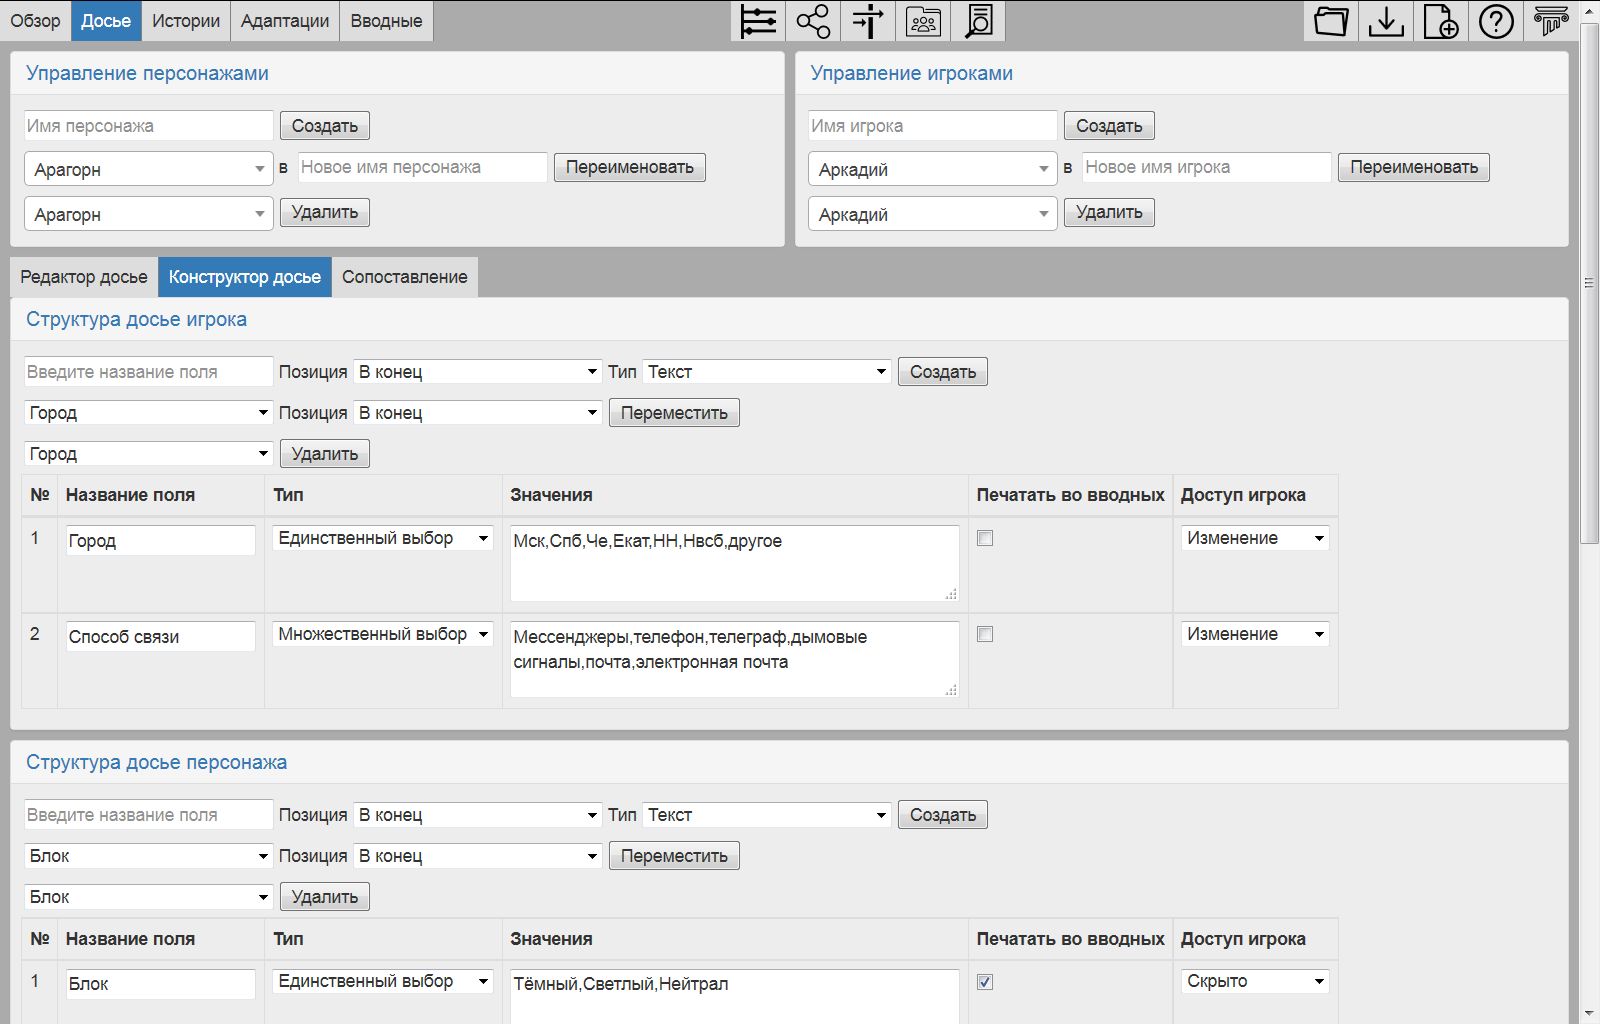 Обзор Досье Истории Адаптации Вводные
Управление персонажами
Имя персонажа Создать
Арагорн в Новое имя персонажа Переименовать
Арагорн Удалить
Управление игроками
Имя игрока Создать
Аркадий в Новое имя игрока Переименовать
Аркадий Удалить
Редактор досье Конструктор досье Сопоставление
Структура досье игрока
Введите название поля Позиция В конец Тип Текст Создать
Город Позиция В конец Переместить
Город Удалить
№ Название поля Тип Значения Печатать во вводных Доступ игрока
1 Город Единственный выбор Мск,Спб,Че,Екат,НН,Нвсб,другое Изменение
2 Способ связи Множественный выбор Мессенджеры,телефон,телеграф,дымовые Изменение
сигналы,почта,электронная почта
Структура досье персонажа
Введите название поля Позиция В конец Тип Текст Создать
Блок Позиция В конец Переместить
Блок Удалить
№ Название поля Тип Значения Печатать во вводных Доступ игрока
1 Блок Единственный выбор Тёмный,Светлый,Нейтрал Скрыто